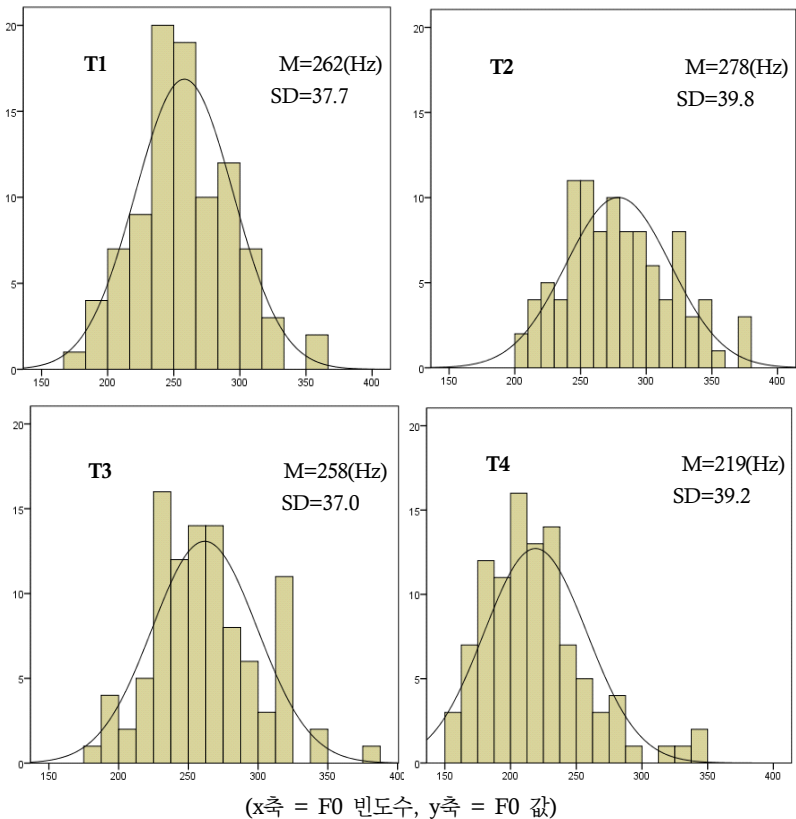 T1 M=262(Hz)
SD=37.7
20
15
10
5
0
150 200 250 300 350 400
T2 M=278(Hz)
SD=39.8
20
15
10
5
0
150 200 250 300 350 400
T3 M=258(Hz)
SD=37.0
20
15
10
5
0
150 200 250 300 350 400
T4 M=219(Hz)
SD=39.2
20
15
10
5
0
150 200 250 300 350 400
(x축 = F0 빈도수, y축 = F0 값)